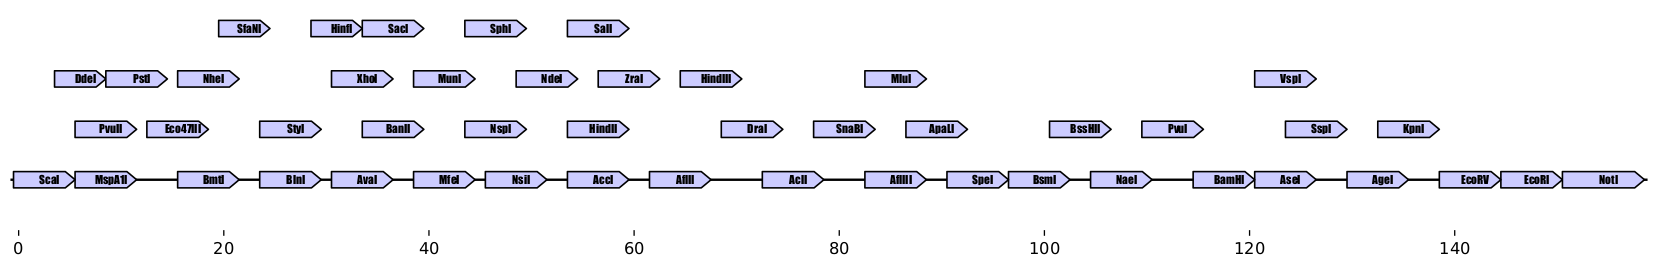 SfaNI HinfI SacI SphI SalI
DdeI PstI NheI XhoI MunI NdeI ZraI HindIII MluI VspI
PvuII Eco47III StyI BanII NspI HindII DraI SnaBI ApaLI BssHII PvuI SspI KpnI
ScaI MspA1I BmtI BlnI AvaI MfeI NsiI AccI AflII AclI AflIII SpeI BsmI NaeI BamHI AseI AgeI EcoRV EcoRI NotI
0 20 40 60 80 100 120 140